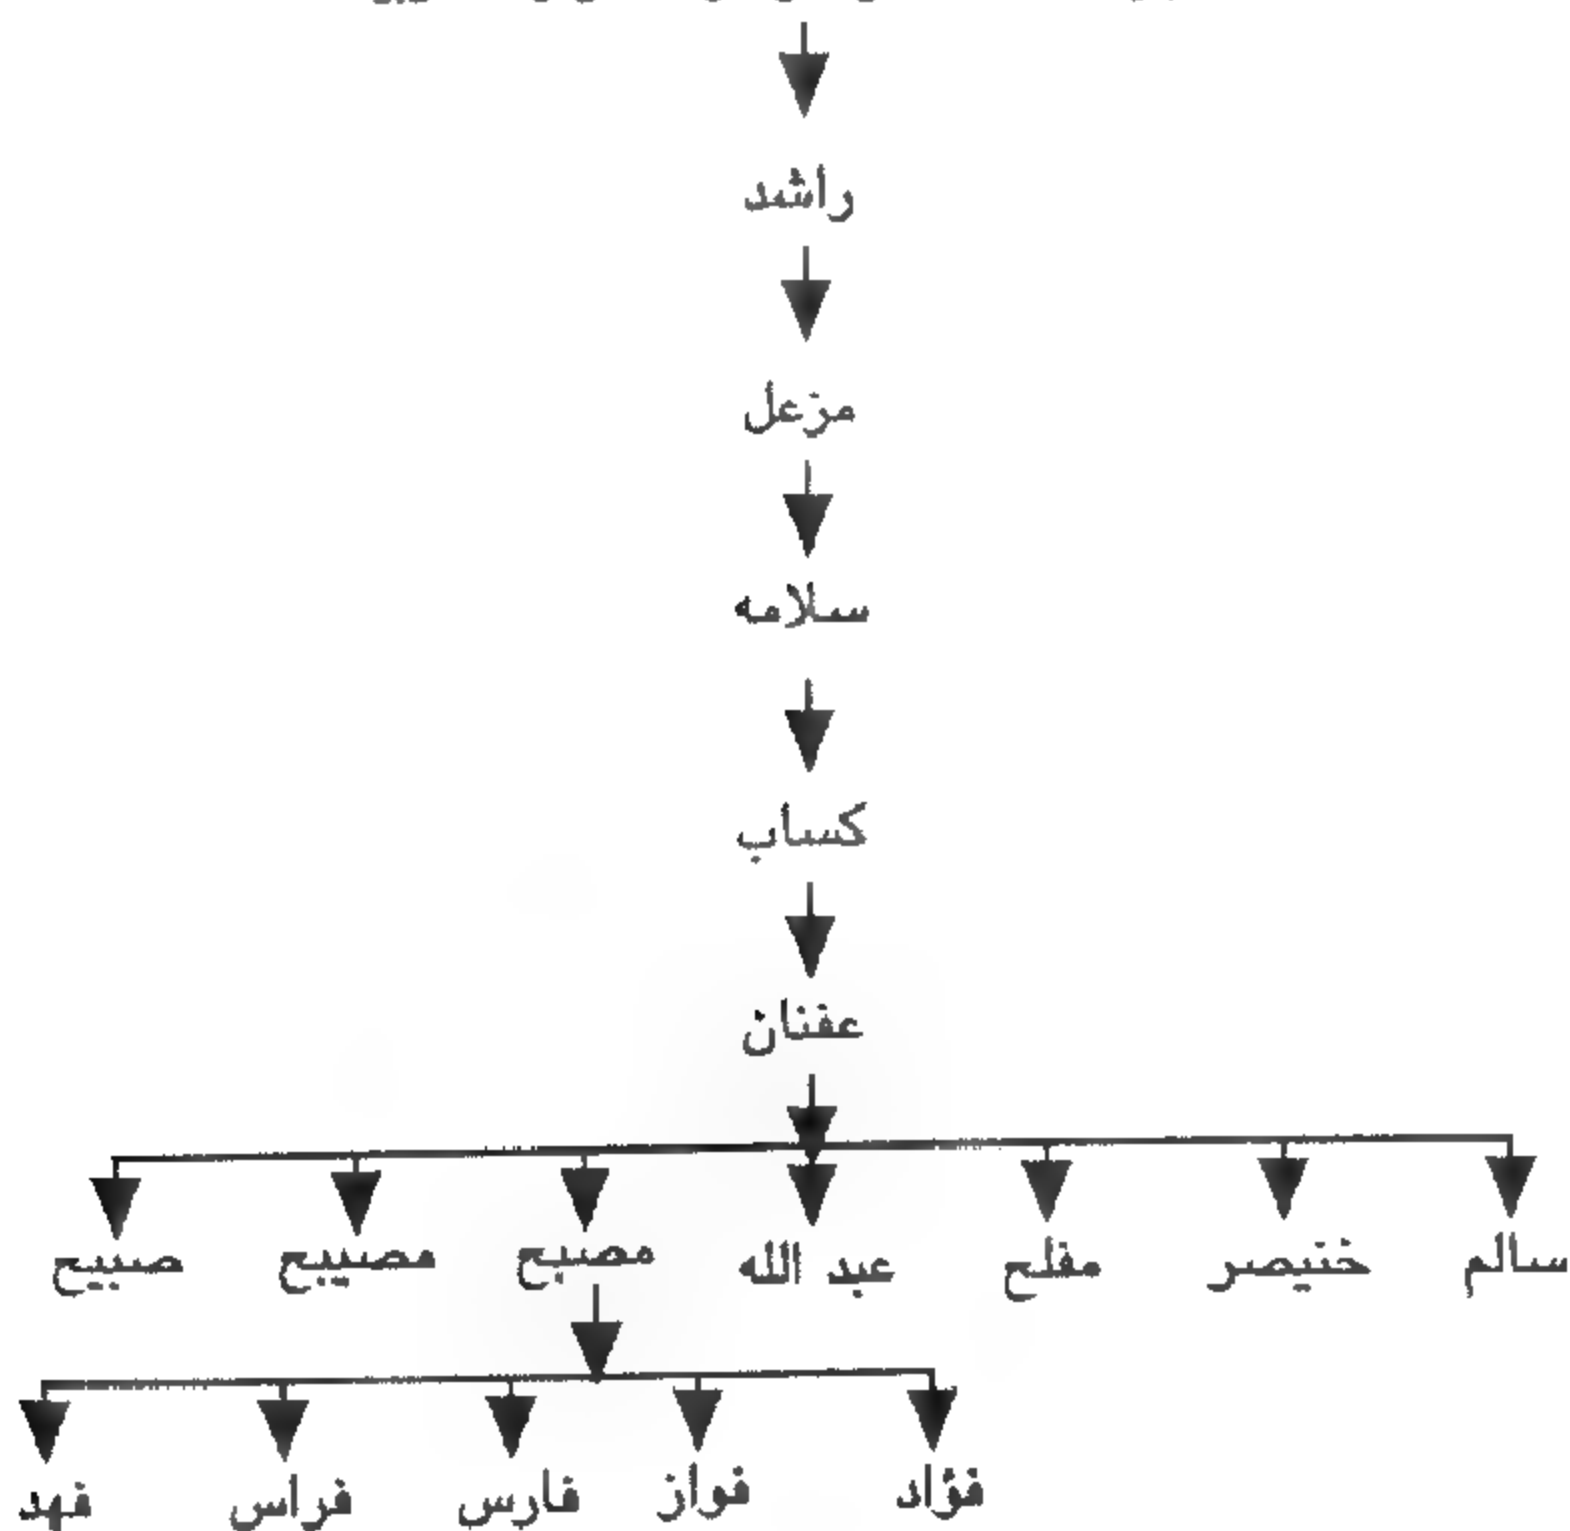 راشد
مزعل
سلامه
كساب
عفنان
سالم خنيصر مفلح عبد الله مصبح مصيبح صبيح
فؤاد فواز فارس فراس فهد